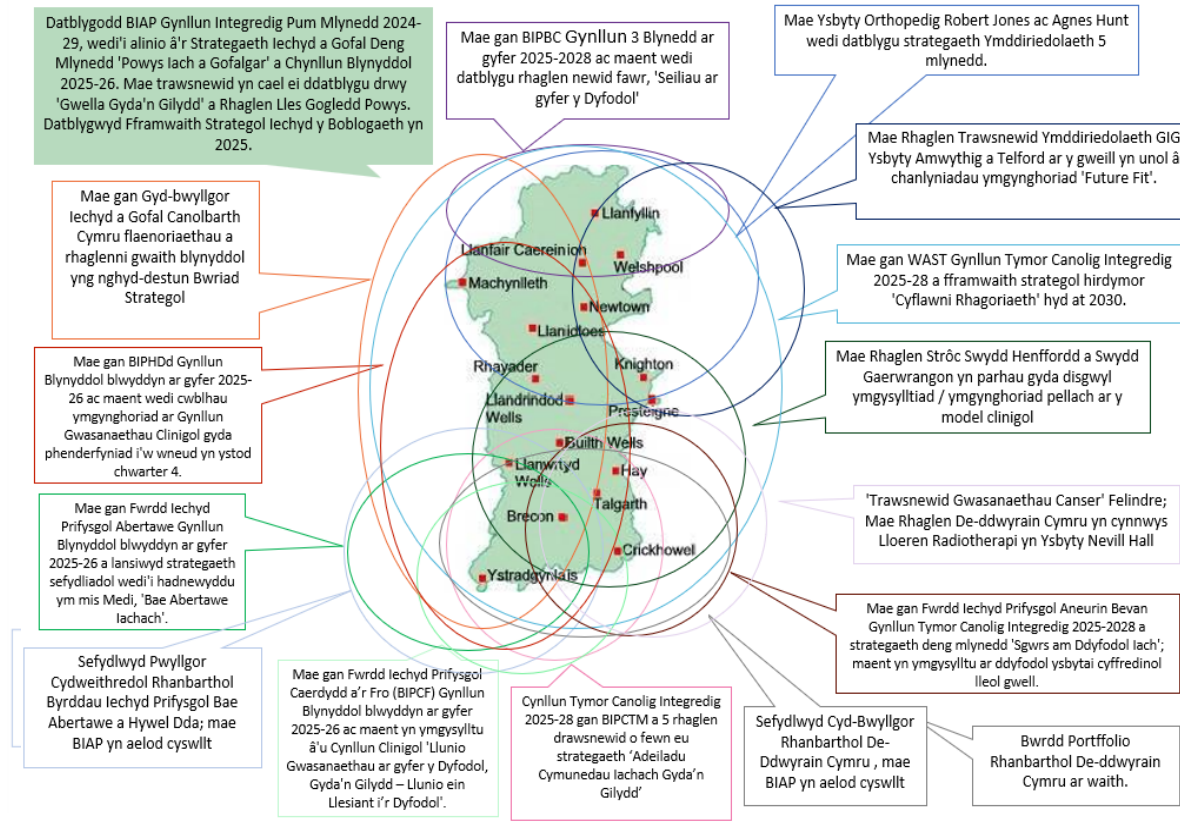 Datblygodd BIAP Gynllun Integredig Pum Mlynedd 2024-
29, wedi'i alinio â'r Strategaeth Iechyd a Gofal Deng
Mlynedd 'Powys Iach a Gofalgar' a Chynllun Blynyddol
2025-26. Mae trawsnewid yn cael ei ddatblygu drwy
'Gwella Gyda'n Gilydd' a Rhaglen Lles Gogledd Powys.
Datblygwyd Fframwaith Strategol Iechyd y Boblogaeth yn
2025.
Mae gan BIPBC Gynllun 3 Blynedd ar
gyfer 2025-2028 ac maent wedi
datblygu rhaglen newid fawr, 'Seiliau ar
gyfer y Dyfodol'
Mae Ysbyty Orthopedig Robert Jones ac Agnes Hunt
wedi datblygu strategaeth Ymddiriedolaeth 5
mlynedd.
Mae Rhaglen Trawsnewid Ymddiriedolaeth GIG
Ysbyty Amwythig a Telford ar y gweill yn unol â
chanlyniadau ymgynghoriad 'Future Fit'.
Mae gan Gyd-bwyllgor
Iechyd a Gofal Canolbarth
Cymru flaenoriaethau a
rhaglenni gwaith blynyddol
yng nghyd-destun Bwriad
Strategol
Mae gan WAST Gynllun Tymor Canolig Integredig
2025-28 a fframwaith strategol hirdymor
'Cyflawni Rhagoriaeth' hyd at 2030.
Mae gan BIPHDd Gynllun
Blynyddol blwyddyn ar gyfer 2025-
26 ac maent wedi cwblhau
ymgynghoriad ar Gynllun
Gwasanaethau Clinigol gyda
phenderfyniad i'w wneud yn ystod
chwarter 4.
Mae Rhaglen Strôc Swydd Henffordd a Swydd
Gaerwrangon yn parhau gyda disgwyl
ymgysylltiad / ymgynghoriad pellach ar y
model clinigol
Llanfyllin
Llanfair Caereinion
Welshpool
Machynlleth
Newtown
Llanidloes
Rhayader
Knighton
Llandrindod
Wells
Presteigne
Builth Wells
Llanwrtyd
Wells
Hay
Talgarth
Brecon
Crickhowel
Ystradgynlais
Mae gan Fwrdd Iechyd
Prifysgol Abertawe Gynllun
Blynyddol blwyddyn ar gyfer
2025-26 a lansiwyd strategaeth
sefydliadol wedi'i hadnewyddu
ym mis Medi, 'Bae Abertawe
Iachach'.
'Trawsnewid Gwasanaethau Canser' Felindre;
Mae Rhaglen De-ddwyrain Cymru yn cynnwys
Lloeren Radiotherapi yn Ysbyty Nevill Hall
Mae gan Fwrdd Iechyd Prifysgol Aneurin Bevan
Gynllun Tymor Canolig Integredig 2025-2028 a
strategaeth deng mlynedd 'Sgwrs am Ddyfodol Iach';
maent yn ymgysylltu ar ddyfodol ysbytai cyffredinol
lleol gwell.
Sefydlwyd Pwyllgor
Cydweithredol Rhanbarthol
Byrddau Iechyd Prifysgol Bae
Abertawe a Hywel Dda; mae
BIAP yn aelod cyswllt
Mae gan Fwrdd Iechyd Prifysgol
Caerdydd a'r Fro (BIPCF) Gynllun
Blynyddol blwyddyn ar gyfer
2025-26 ac maent yn ymgysylltu
â'u Cynllun Clinigol 'Llunio
Gwasanaethau ar gyfer y Dyfodol,
Gyda'n Gilydd – Llunio ein
Llesiant i'r Dyfodol'.
Cynllun Tymor Canolig Integredig
2025-28 gan BIPCTM a 5 rhaglen
drawsnewid o fewn eu
strategaeth 'Adeiladu
Cymunedau Iachach Gyda'n
Gilydd'
Sefydlwyd Cyd-Bwyllgor
Rhanbarthol De-
Ddwyrain Cymru , mae
BIAP yn aelod cyswllt
Bwrdd Portffolio
Rhanbarthol De-ddwyrain
Cymru ar waith.